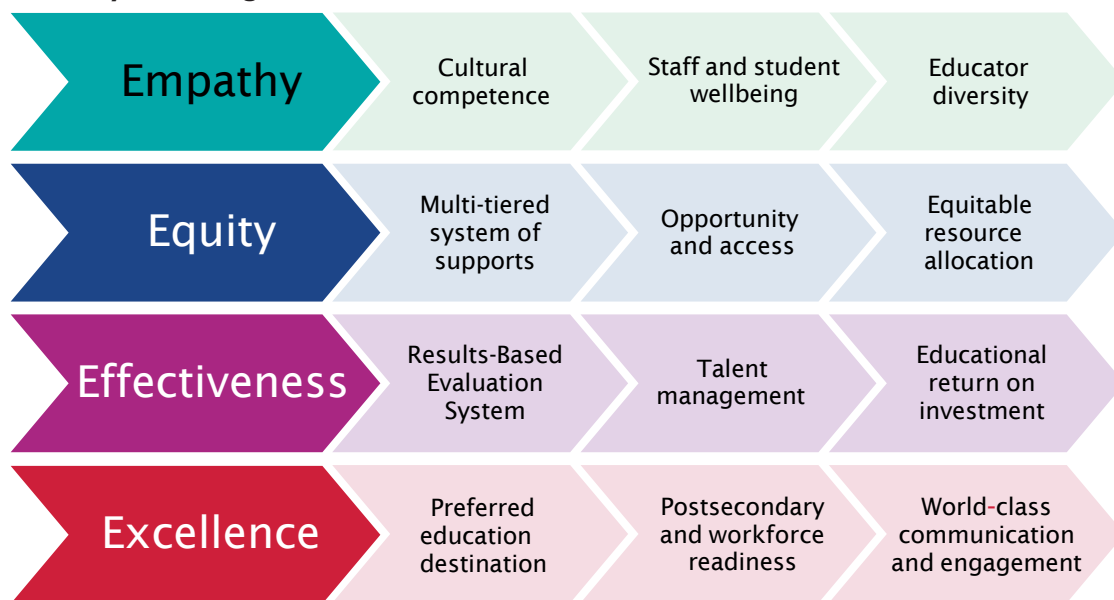 Empathy
Cultural
competence
Staff and student
wellbeing
Educator
diversity
Equity
Multi-tiered
system of
supports
Opportunity
and access
Equitable
resource
allocation
Effectiveness
Results-Based
Evaluation
System
Talent
management
Educational
return on
investment
Excellence
Preferred
education
destination
Postsecondary
and workforce
readiness
World-class
communication
and engagement